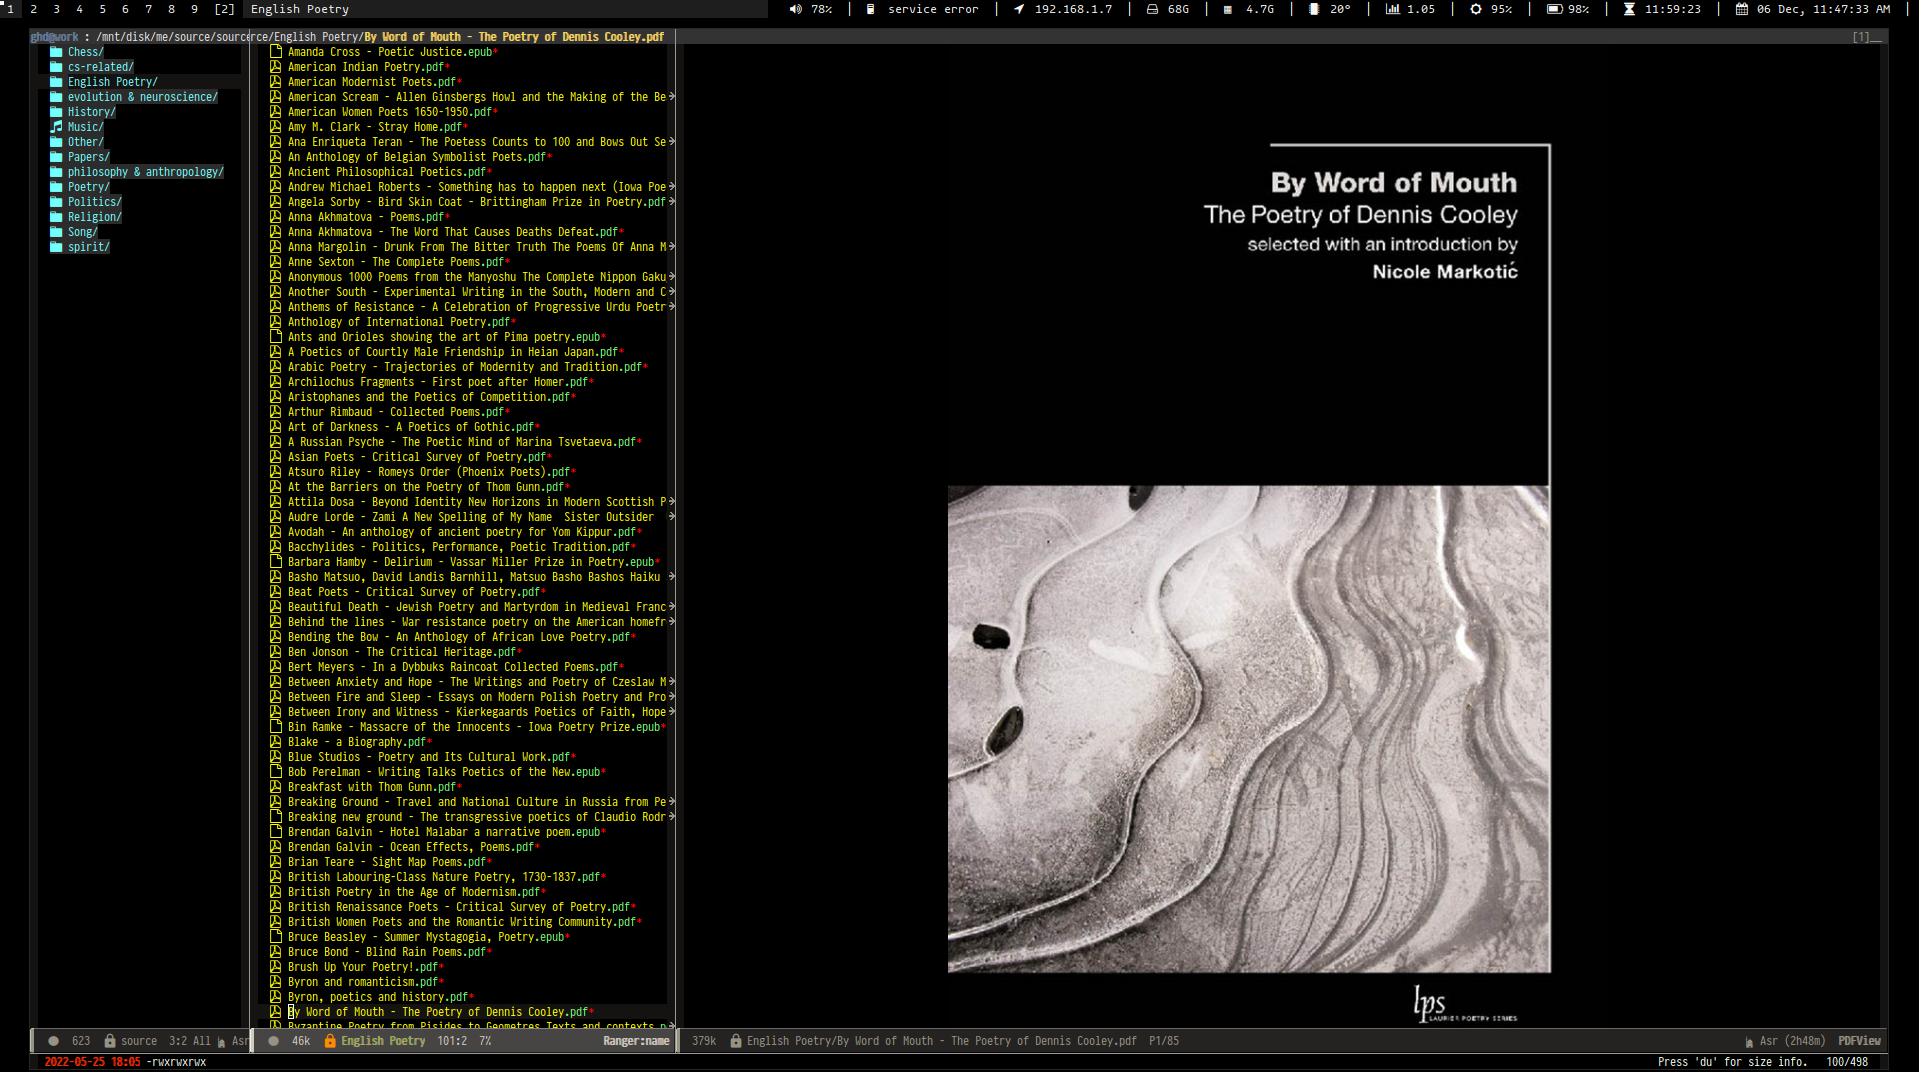 1 2 3 4 5 6 7 8 9 [2] English Poetry 78% service error 192.168.1.7 68G 4.7G 20° 1.05 95% 98% 11:59:23 06 Dec, 11:47:33 AM
ghd@work : /mnt/disk/me/source/sourcerce/English Poetry/By Word of Mouth - The Poetry of Dennis Cooley.pdf [1]__
Chess/
cs-related/
English Poetry/
evolution & neuroscience/
History/
Music/
Other/
Papers/
philosophy & anthropology/
Poetry/
Politics/
Religion/
Song/
spirit/
Amanda Cross - Poetic Justice.epub*
American Indian Poetry.pdf*
American Modernist Poets.pdf*
American Scream - Allen Ginsbergs Howl and the Making of the Be
American Women Poets 1650-1950.pdf*
Amy M. Clark - Stray Home.pdf*
Ana Enriqueta Teran - The Poetess Counts to 100 and Bows Out Se
An Anthology of Belgian Symbolist Poets.pdf*
Ancient Philosophical Poetics.pdf*
Andrew Michael Roberts - Something has to happen next (Iowa Poe
Angela Sorby - Bird Skin Coat - Brittingham Prize in Poetry.pdf
Anna Akhmatova - Poems.pdf*
Anna Akhmatova - The Word That Causes Deaths Defeat.pdf*
Anna Margolin - Drunk From The Bitter Truth The Poems Of Anna M
Anne Sexton - The Complete Poems.pdf*
Anonymous 1000 Poems from the Manyoshu The Complete Nippon Gaku
Another South - Experimental Writing in the South, Modern and C
Anthems of Resistance - A Celebration of Progressive Urdu Poetr
Anthology of International Poetry.pdf*
Ants and Orioles showing the art of Pima poetry.epub*
A Poetics of Courtly Male Friendship in Heian Japan.pdf*
Arabic Poetry - Trajectories of Modernity and Tradition.pdf*
Archilochus Fragments - First poet after Homer.pdf*
Aristophanes and the Poetics of Competition.pdf*
Arthur Rimbaud - Collected Poems.pdf*
Art of Darkness - A Poetics of Gothic.pdf*
A Russian Psyche - The Poetic Mind of Marina Tsvetaeva.pdf*
Asian Poets - Critical Survey of Poetry.pdf*
Atsuro Riley - Romeys Order (Phoenix Poets).pdf*
At the Barriers on the Poetry of Thom Gunn.pdf*
Attila Dosa - Beyond Identity New Horizons in Modern Scottish P
Audre Lorde - Zami A New Spelling of My Name  Sister Outsider
Avodah - An anthology of ancient poetry for Yom Kippur.pdf*
Bacchylides - Politics, Performance, Poetic Tradition.pdf*
Barbara Hamby - Delirium - Vassar Miller Prize in Poetry.epub*
Basho Matsuo, David Landis Barnhill, Matsuo Basho Bashos Haiku
Beat Poets - Critical Survey of Poetry.pdf*
Beautiful Death - Jewish Poetry and Martyrdom in Medieval Franc
Behind the lines - War resistance poetry on the American homefr
Bending the Bow - An Anthology of African Love Poetry.pdf*
Ben Jonson - The Critical Heritage.pdf*
Bert Meyers - In a Dybbuks Raincoat Collected Poems.pdf*
Between Anxiety and Hope - The Writings and Poetry of Czeslaw M
Between Fire and Sleep - Essays on Modern Polish Poetry and Pro
Between Irony and Witness - Kierkegaards Poetics of Faith, Hope
Bin Ramke - Massacre of the Innocents - Iowa Poetry Prize.epub*
Blake - a Biography.pdf*
Blue Studios - Poetry and Its Cultural Work.pdf*
Bob Perelman - Writing Talks Poetics of the New.epub*
Breakfast with Thom Gunn.pdf*
Breaking Ground - Travel and National Culture in Russia from Pe
Breaking new ground - The transgressive poetics of Claudio Rodr
Brendan Galvin - Hotel Malabar a narrative poem.epub*
Brendan Galvin - Ocean Effects, Poems.pdf*
Brian Teare - Sight Map Poems.pdf*
British Labouring-Class Nature Poetry, 1730-1837.pdf*
British Poetry in the Age of Modernism.pdf*
British Renaissance Poets - Critical Survey of Poetry.pdf*
British Women Poets and the Romantic Writing Community.pdf*
Bruce Beasley - Summer Mystagogia, Poetry.epub*
Bruce Bond - Blind Rain Poems.pdf*
Brush Up Your Poetry!.pdf*
Byron and romanticism.pdf*
Byron, poetics and history.pdf*
By Word of Mouth - The Poetry of Dennis Cooley.pdf*
Byzantine Poetry from Pisides to Geometres Texts and contexts.p
By Word of Mouth
The Poetry of Dennis Cooley
selected with an introduction by
Nicole Markotić
lps
LAURIER POETRY SERIES
623 source 3:2 All Asr
46k English Poetry 101:2 7% Ranger:name
379k English Poetry/By Word of Mouth - The Poetry of Dennis Cooley.pdf P1/85 Asr (2h48m) PDFView
2022-05-25 18:05 -rwxrwxrwx Press 'du' for size info. 100/498